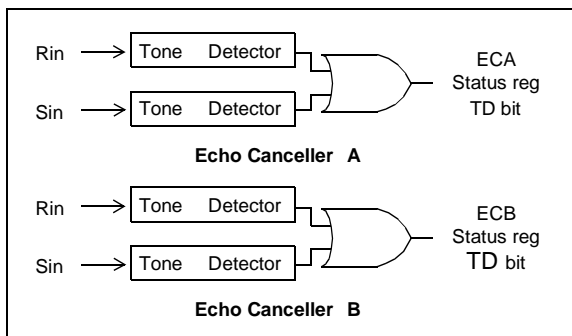 Rin
Tone Detector
Sin
Tone Detector
ECA
Status reg
TD bit
Echo Canceller A
Rin
Tone Detector
Sin
Tone Detector
ECB
Status reg
TD bit
Echo Canceller B